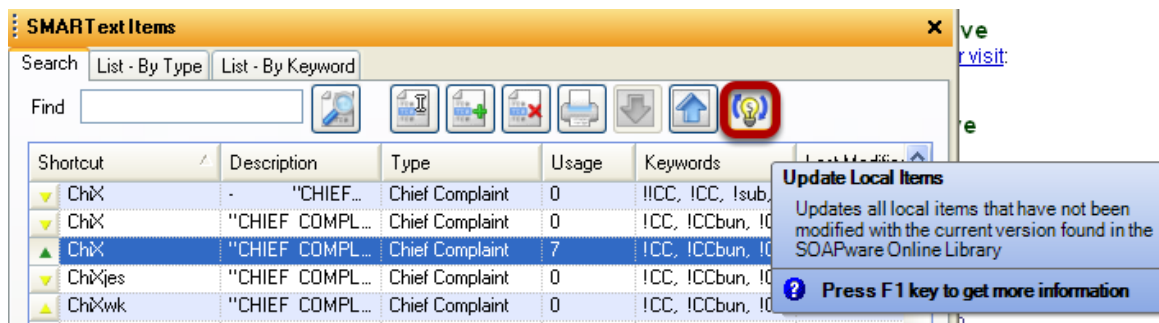 SMARText Items
ve
r visit:
Search List - By Type List - By Keyword
Find
e
Shortcut Description Type Usage Keywords
Update Local Items
Updates all local items that have not been
modified with the current version found in the
SOAPware Online Library
Press F1 key to get more information
ChiX - "CHIEF... Chief Complaint 0 !!CC, !CC, !sub,
ChiX "CHIEF COMPL... Chief Complaint 0 !CC, !CCbun,
ChiX "CHIEF COMPL... Chief Complaint 7 !CC, !CCbun,
ChiXjes "CHIEF COMPL... Chief Complaint 0 !CC, !CCbun,
ChiXwk "CHIEF COMPL... Chief Complaint 0 !CC, !CCbun,